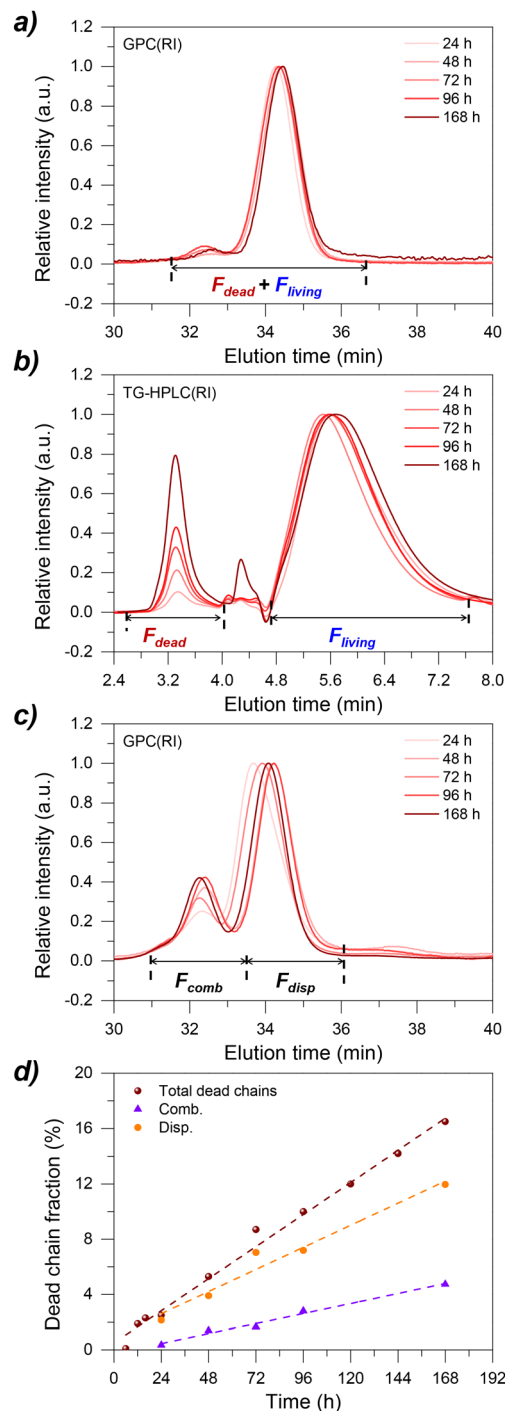 a)
GPC(RI)
24 h
48 h
72 h
96 h
168 h
Relative intensity (a.u.)
1.2
1.0
0.8
0.6
0.4
0.2
0.0
-0.2
F_dead + F_living
30 32 34 36 38 40
Elution time (min)
b)
TG-HPLC(RI)
24 h
48 h
72 h
96 h
168 h
Relative intensity (a.u.)
1.2
1.0
0.8
0.6
0.4
0.2
0.0
-0.2
F_dead F_living
2.4 3.2 4.0 4.8 5.6 6.4 7.2 8.0
Elution time (min)
c)
GPC(RI)
24 h
48 h
72 h
96 h
168 h
Relative intensity (a.u.)
1.2
1.0
0.8
0.6
0.4
0.2
0.0
-0.2
F_comb F_disp
30 32 34 36 38 40
Elution time (min)
d)
Total dead chains
Comb.
Disp.
Dead chain fraction (%)
20
16
12
8
4
0
0 24 48 72 96 120 144 168 192
Time (h)